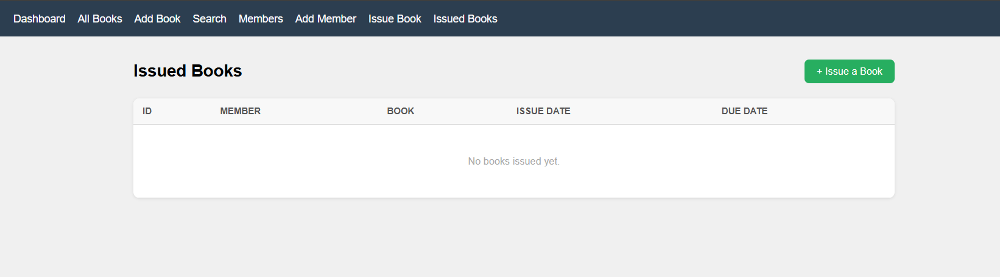 Dashboard All Books Add Book Search Members Add Member Issue Book Issued Books
Issued Books
+ Issue a Book
ID MEMBER BOOK ISSUE DATE DUE DATE
No books issued yet.